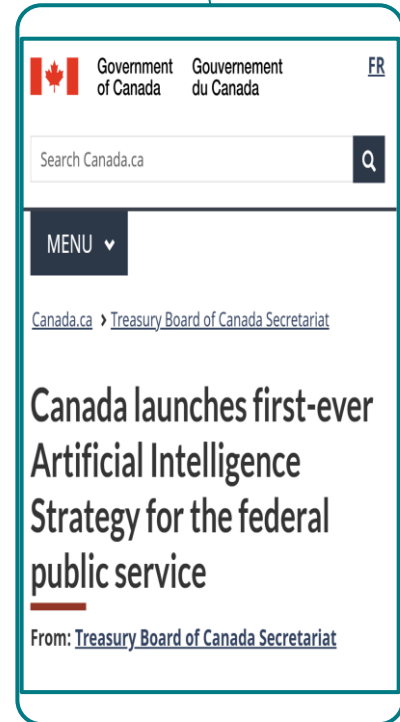 Government Gouvernement FR
of Canada du Canada
Search Canada.ca
MENU
Canada.ca > Treasury Board of Canada Secretariat
Canada launches first-ever
Artificial Intelligence
Strategy for the federal
public service
From: Treasury Board of Canada Secretariat